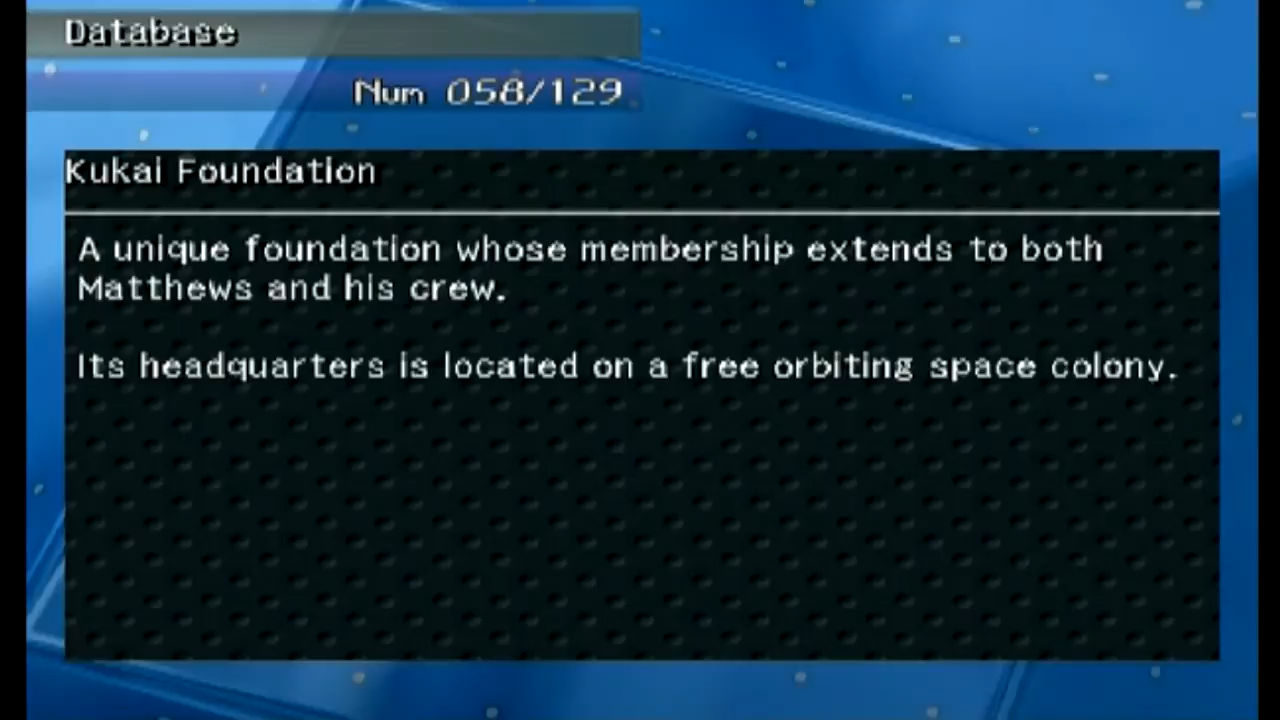 Database
Num 058/129
Kukai Foundation
A unique foundation whose membership extends to both
Matthews and his crew.
Its headquarters is located on a free orbiting space colony.